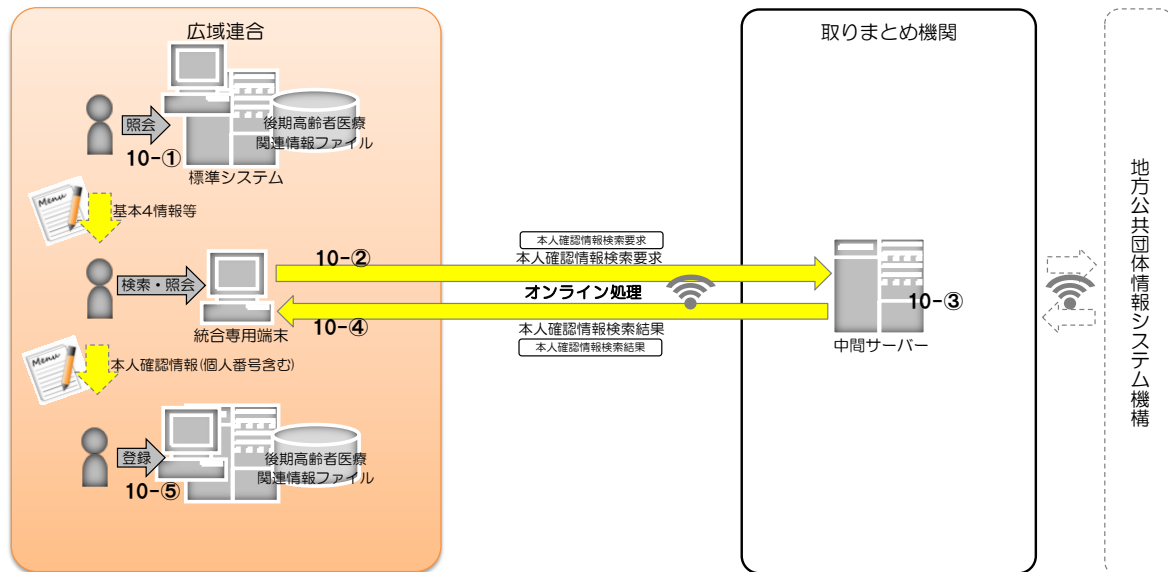 広域連合
取りまとめ機関
照会
10-①
後期高齢者医療
関連情報ファイル
標準システム
Menu
基本4情報等
検索・照会
統合専用端末
10-②
本人確認情報検索要求
本人確認情報検索要求
オンライン処理
10-④
本人確認情報検索結果
本人確認情報検索結果
10-③
中間サーバー
地方公共団体情報システム機構
Menu
本人確認情報(個人番号含む)
登録
10-⑤
後期高齢者医療
関連情報ファイル